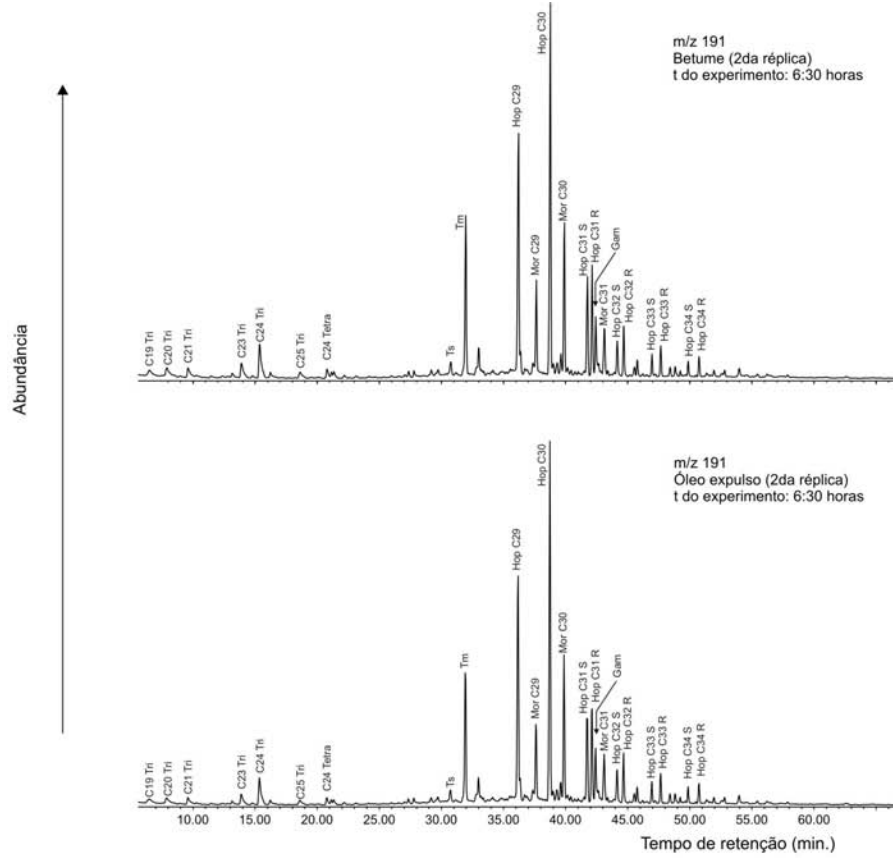 m/z 191
Betume (2da réplica)
t do experimento: 6:30 horas
Abundância
C19 Tri
C20 Tri
C21 Tri
C23 Tri
C24 Tri
C25 Tri
C24 Tetra
Ts
Tm
Hop C29
Mor C29
Hop C30
Mor C30
Hop C31 S
Hop C31 R
Gam
Mor C31
Hop C32 S
Hop C32 R
Hop C33 S
Hop C33 R
Hop C34 S
Hop C34 R
m/z 191
Óleo expulso (2da réplica)
t do experimento: 6:30 horas
C19 Tri
C20 Tri
C21 Tri
C23 Tri
C24 Tri
C25 Tri
C24 Tetra
Ts
Tm
Hop C29
Mor C29
Hop C30
Mor C30
Hop C31 S
Hop C31 R
Gam
Mor C31
Hop C32 S
Hop C32 R
Hop C33 S
Hop C33 R
Hop C34 S
Hop C34 R
10.00 15.00 20.00 25.00 30.00 35.00 40.00 45.00 50.00 55.00 60.00
Tempo de retenção (min.)